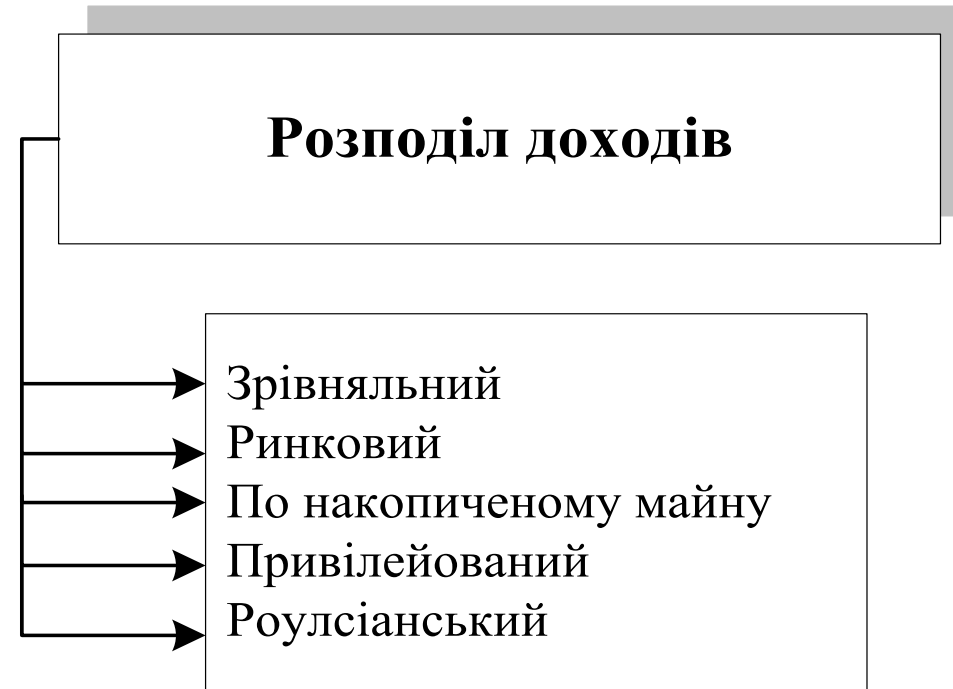 Розподіл доходів
Зрівняльний
Ринковий
По накопиченому майну
Привілейований
Роулсіанський